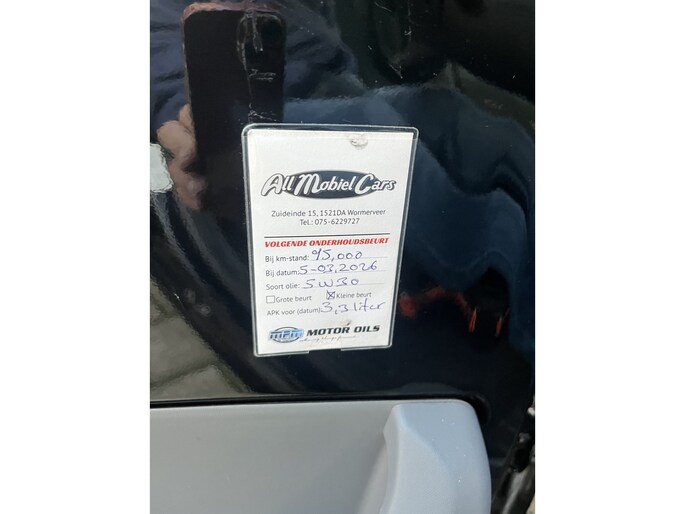 All Mobiel Cars
Zuideinde 15, 1521DA Wormerveer
Tel.: 075-6229727
VOLGENDE ONDERHOUDSBEURT
Bij km-stand: 95,000
Bij datum: 5-03,2026
Soort olie: 5W30
Grote beurt Kleine beurt
APK voor (datum) 3,3 liter
MPM MOTOR OILS